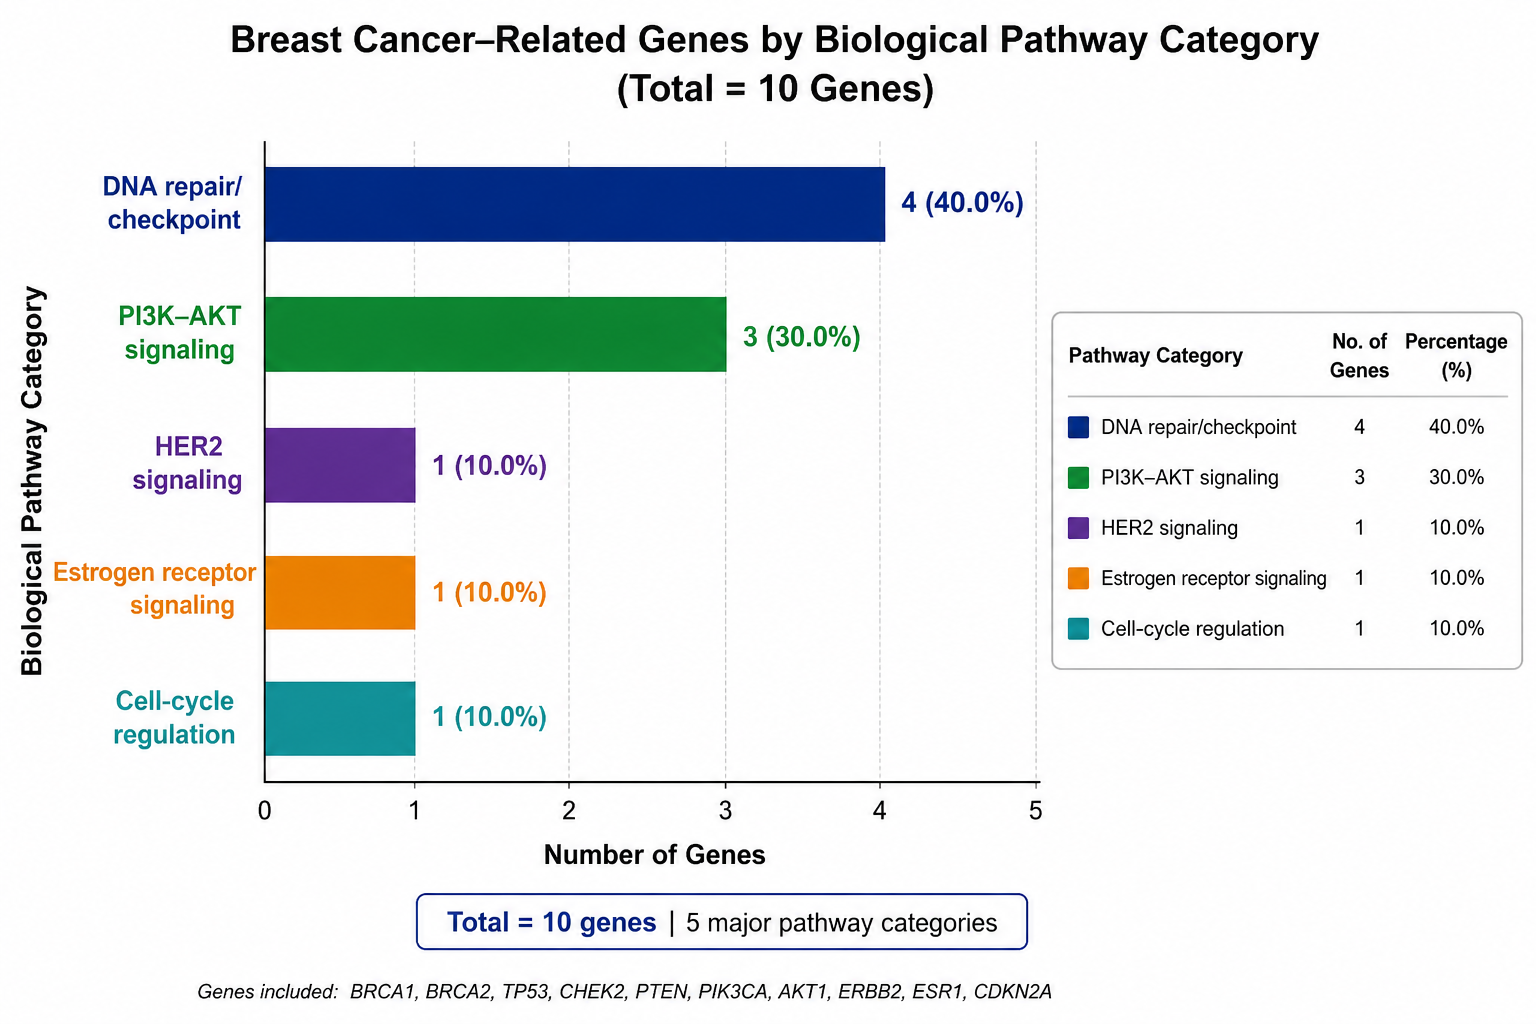 Breast Cancer–Related Genes by Biological Pathway Category
(Total = 10 Genes)
Biological Pathway Category
DNA repair/
checkpoint
4 (40.0%)
PI3K–AKT
signaling
3 (30.0%)
HER2
signaling
1 (10.0%)
Estrogen receptor
signaling
1 (10.0%)
Cell-cycle
regulation
1 (10.0%)
0 1 2 3 4 5
Number of Genes
Pathway Category No. of Genes Percentage (%)
DNA repair/checkpoint 4 40.0%
PI3K–AKT signaling 3 30.0%
HER2 signaling 1 10.0%
Estrogen receptor signaling 1 10.0%
Cell-cycle regulation 1 10.0%
Total = 10 genes | 5 major pathway categories
Genes included: BRCA1, BRCA2, TP53, CHEK2, PTEN, PIK3CA, AKT1, ERBB2, ESR1, CDKN2A